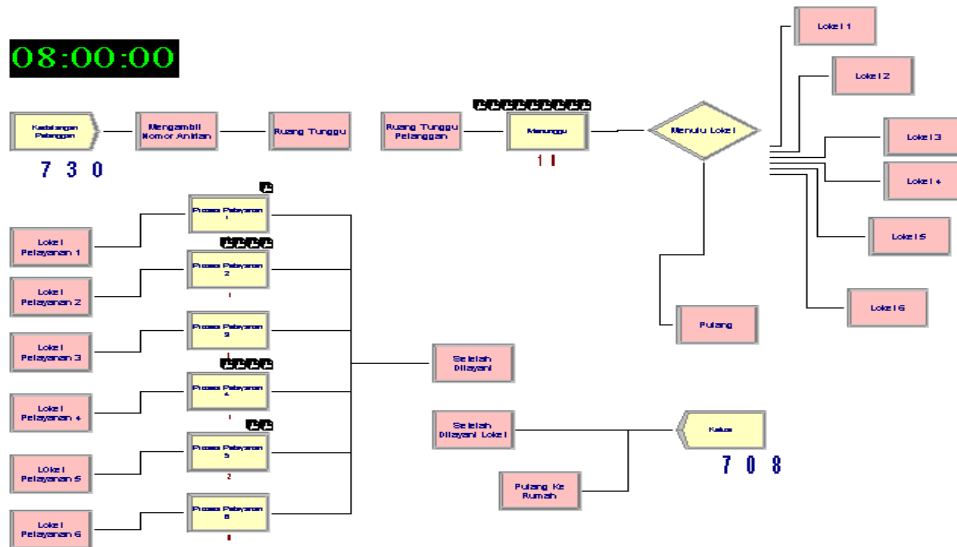 08:00:00
Kedatangan
Pelanggan
7 3 0
Mengambil
Nomor Antrian
Ruang Tunggu
Ruang Tunggu
Pelanggan
Menunggu
Menuju Loket
Loket 1
Loket 2
Loket 3
Loket 4
Loket 5
Loket 6
Pulang
Loket
Pelayanan 1
Loket
Pelayanan 2
Loket
Pelayanan 3
Loket
Pelayanan 4
Loket
Pelayanan 5
Loket
Pelayanan 6
Proses Pelayanan
1
Proses Pelayanan
2
Proses Pelayanan
3
Proses Pelayanan
4
Proses Pelayanan
5
2
Proses Pelayanan
6
Setelah
Dilayani
Setelah
Dilayani Loket
Pulang Ke
Rumah
Keluar
7 0 8